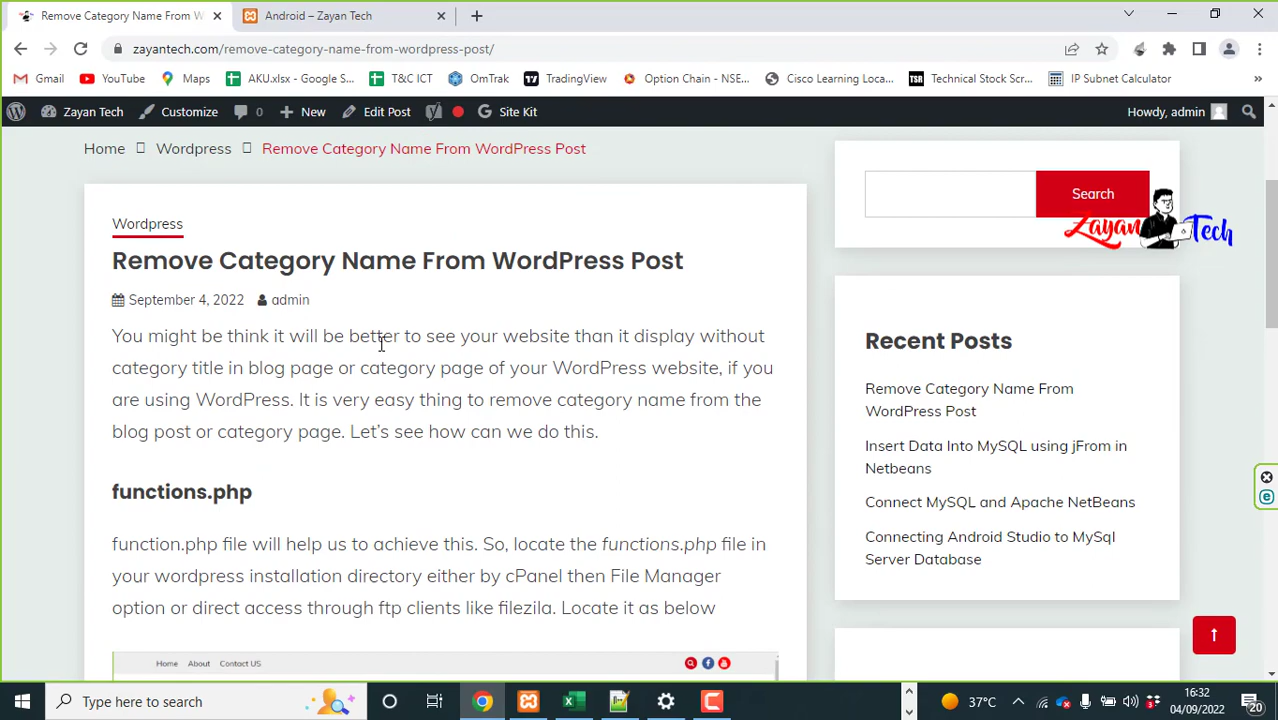 Remove Category Name From W
Android – Zayan Tech
zayantech.com/remove-category-name-from-wordpress-post/
Gmail
YouTube
Maps
AKU.xlsx - Google S...
T&C ICT
OmTrak
TradingView
Option Chain - NSE...
Cisco Learning Loca...
TSR
Technical Stock Scr...
IP Subnet Calculator
»
Zayan Tech
Customize
0
New
Edit Post
Site Kit
Howdy, admin
Home
Wordpress
Remove Category Name From WordPress Post
Search
Zayan Tech
Wordpress
Remove Category Name From WordPress Post
September 4, 2022
admin
You might be think it will be better to see your website than it display without
category title in blog page or category page of your WordPress website, if you
are using WordPress. It is very easy thing to remove category name from the
blog post or category page. Let's see how can we do this.
functions.php
function.php file will help us to achieve this. So, locate the functions.php file in
your wordpress installation directory either by cPanel then File Manager
option or direct access through ftp clients like filezila. Locate it as below
Home
About
Contact US
Recent Posts
Remove Category Name From
WordPress Post
Insert Data Into MySQL using jFrom in
Netbeans
Connect MySQL and Apache NetBeans
Connecting Android Studio to MySql
Server Database
Type here to search
37°C
3
16:32
04/09/2022
20